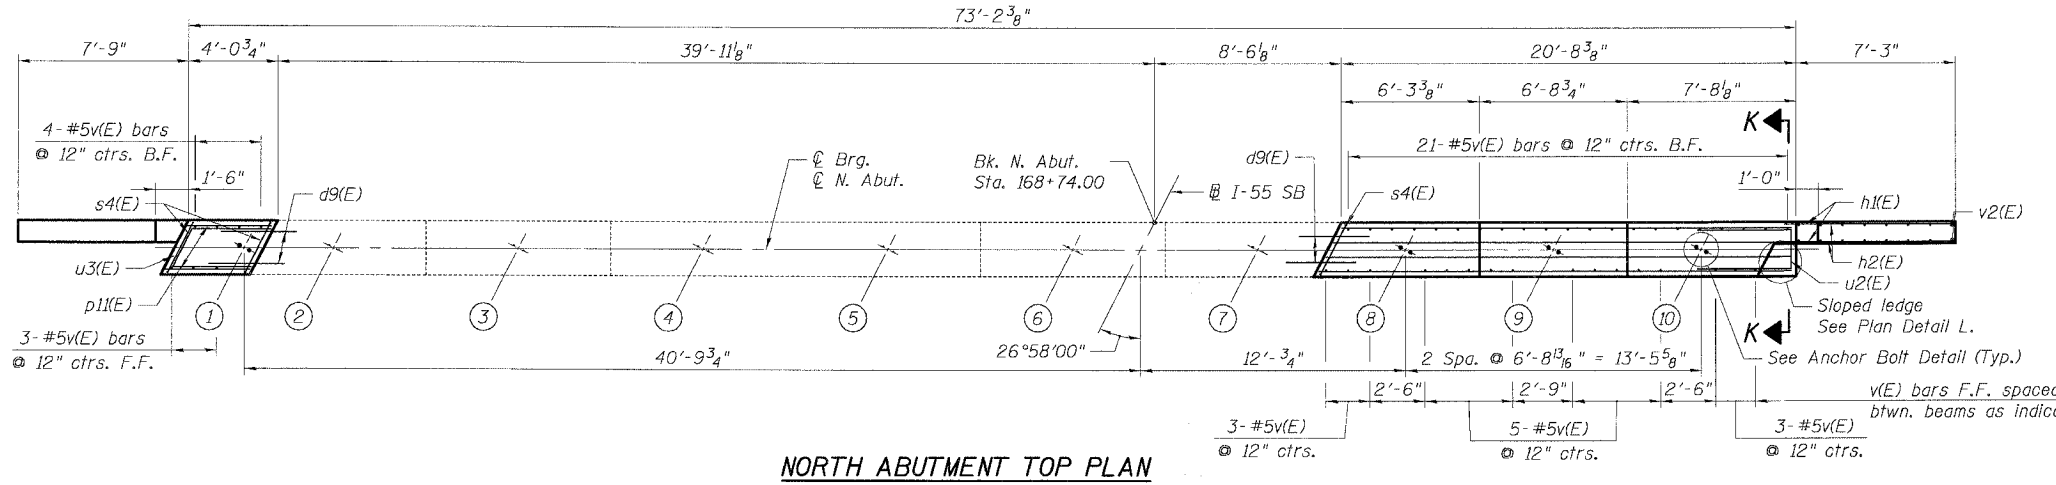 73'-2 3/8"
7'-9"
4'-0 3/4"
39'-11 1/8"
8'-6 1/8"
20'-8 3/8"
7'-3"
6'-3 3/8"
6'-8 3/4"
7'-8 1/8"
K
4-#5v(E) bars
@ 12" ctrs. B.F.
21-#5v(E) bars @ 12" ctrs. B.F.
℄ Brg.
℄ N. Abut.
Bk. N. Abut.
Sta. 168+74.00
d9(E)
1'-6"
d9(E)
s4(E)
s4(E)
1'-0"
h1(E)
v2(E)
I-55 SB
u3(E)
h2(E)
u2(E)
p11(E)
1
2
3
4
5
6
7
8
9
10
Sloped ledge
See Plan Detail L.
K
3-#5v(E) bars
@ 12" ctrs. F.F.
26°58'00"
40'-9 3/4"
12'- 3/4"
2 Spa. @ 6'-8 13/16" = 13'-5 5/8"
See Anchor Bolt Detail (Typ.)
2'-6"
2'-9"
2'-6"
v(E) bars F.F. spaced
btwn. beams as indic
3-#5v(E)
@ 12" ctrs.
5-#5v(E)
@ 12" ctrs.
3-#5v(E)
@ 12" ctrs.
NORTH ABUTMENT TOP PLAN